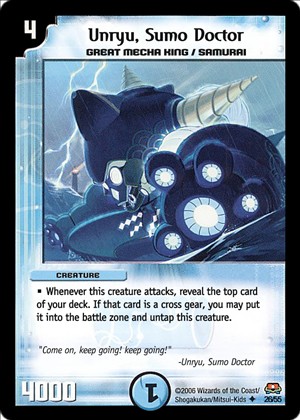 4
Unryu, Sumo Doctor
GREAT MECHA KING / SAMURAI
CREATURE
▪ Whenever this creature attacks, reveal the top card
of your deck. If that card is a cross gear, you may put
it into the battle zone and untap this creature.
"Come on, keep going! keep going!"
-Unryu, Sumo Doctor
4000
1
©2006 Wizards of the Coast/
Shogakukan/Mitsui-Kids ♦ 26/55